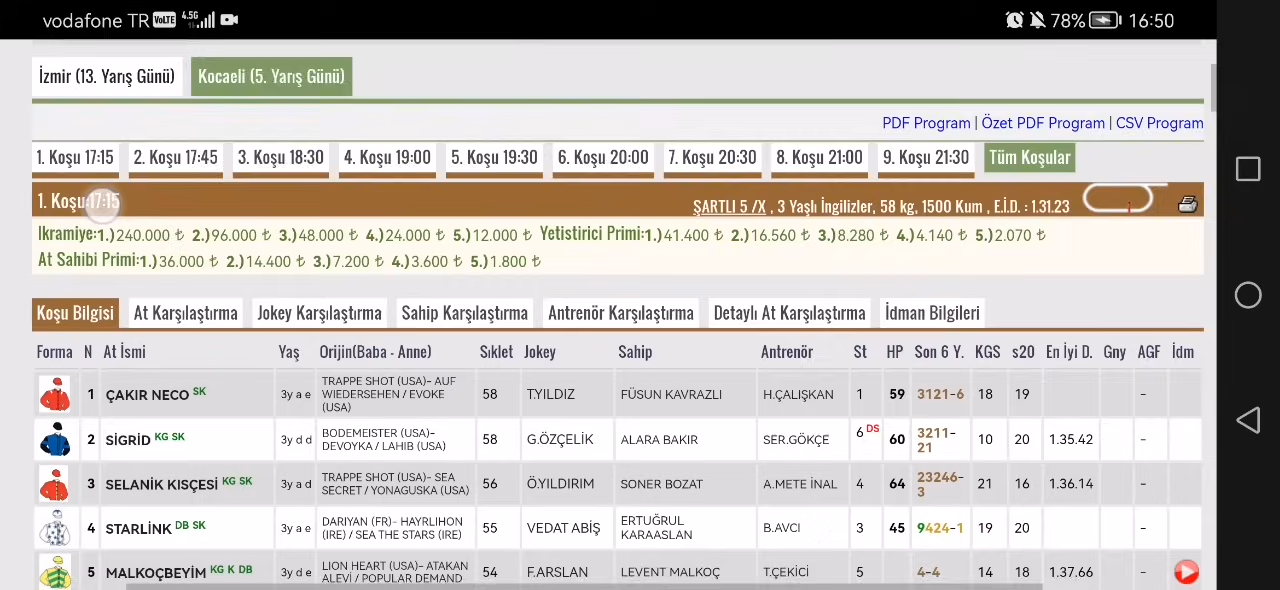 vodafone TR VoLTE 4.5G 78% 16:50
İzmir (13. Yarış Günü) Kocaeli (5. Yarış Günü)
PDF Program | Özet PDF Program | CSV Program
1. Koşu 17:15 2. Koşu 17:45 3. Koşu 18:30 4. Koşu 19:00 5. Koşu 19:30 6. Koşu 20:00 7. Koşu 20:30 8. Koşu 21:00 9. Koşu 21:30 Tüm Koşular
1. Koşu:17:15 ŞARTLI 5 /X , 3 Yaşlı İngilizler, 58 kg, 1500 Kum , E.İ.D. : 1.31.23
Ikramiye:1.)240.000 ₺ 2.)96.000 ₺ 3.)48.000 ₺ 4.)24.000 ₺ 5.)12.000 ₺ Yetistirici Primi:1.)41.400 ₺ 2.)16.560 ₺ 3.)8.280 ₺ 4.)4.140 ₺ 5.)2.070 ₺
At Sahibi Primi:1.)36.000 ₺ 2.)14.400 ₺ 3.)7.200 ₺ 4.)3.600 ₺ 5.)1.800 ₺
Koşu Bilgisi At Karşılaştırma Jokey Karşılaştırma Sahip Karşılaştırma Antrenör Karşılaştırma Detaylı At Karşılaştırma İdman Bilgileri
Forma N At İsmi Yaş Orijin(Baba - Anne) Sıklet Jokey Sahip Antrenör St HP Son 6 Y. KGS s20 En İyi D. Gny AGF İdm
1 ÇAKIR NECO SK 3y a e TRAPPE SHOT (USA)- AUF WIEDERSEHEN / EVOKE (USA) 58 T.YILDIZ FÜSUN KAVRAZLI H.ÇALIŞKAN 1 59 3121-6 18 19 -
2 SİGRİD KG SK 3y d d BODEMEISTER (USA)- DEVOYKA / LAHIB (USA) 58 G.ÖZÇELİK ALARA BAKIR SER.GÖKÇE 6 DS 60 3211-21 10 20 1.35.42 -
3 SELANİK KISÇESİ KG SK 3y a d TRAPPE SHOT (USA)- SEA SECRET / YONAGUSKA (USA) 56 Ö.YILDIRIM SONER BOZAT A.METE İNAL 4 64 23246-3 21 16 1.36.14 -
4 STARLİNK DB SK 3y a e DARIYAN (FR)- HAYRLIHON (IRE) / SEA THE STARS (IRE) 55 VEDAT ABİŞ ERTUĞRUL KARAASLAN B.AVCI 3 45 9424-1 19 20 -
5 MALKOÇBEYİM KG K DB 3y d e LION HEART (USA)- ATAKAN ALEVİ / POPULAR DEMAND 54 F.ARSLAN LEVENT MALKOÇ T.ÇEKİCİ 5 4-4 14 18 1.37.66 -